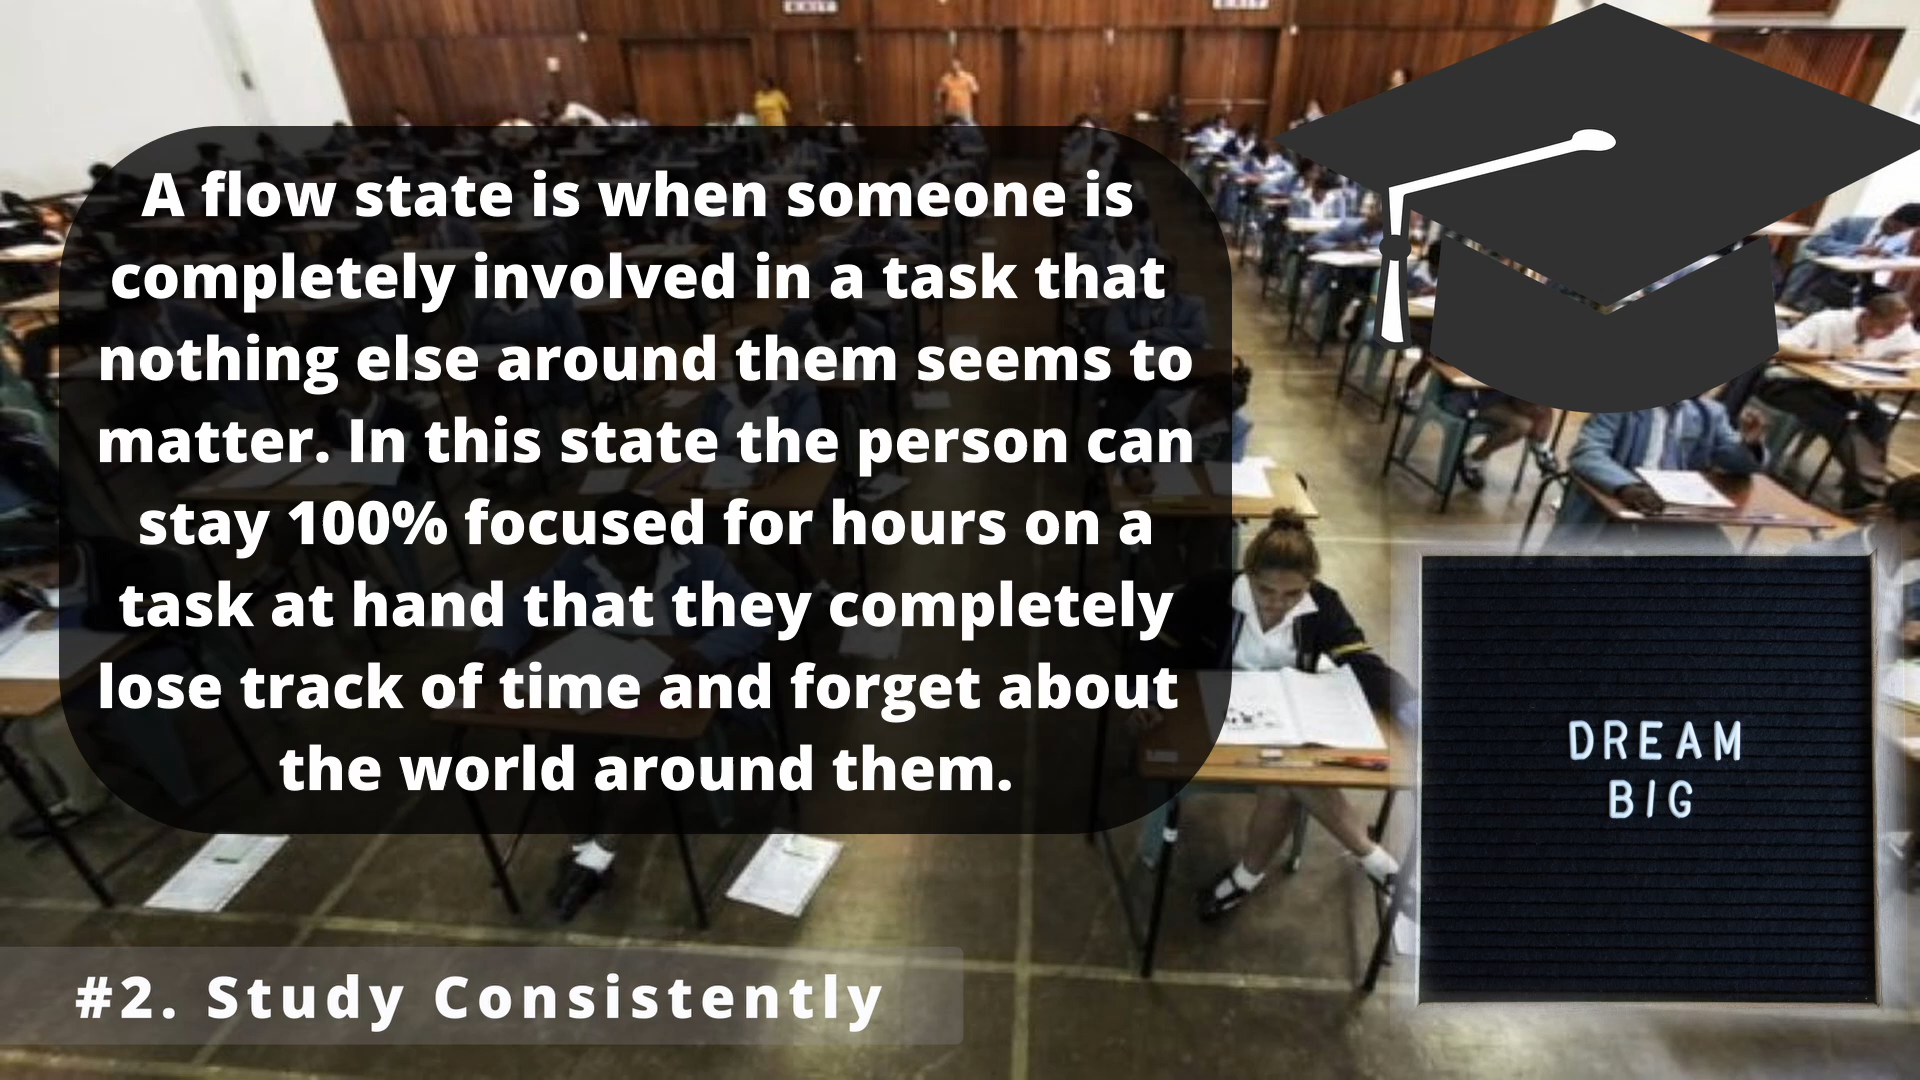 A flow state is when someone is
completely involved in a task that
nothing else around them seems to
matter. In this state the person can
stay 100% focused for hours on a
task at hand that they completely
lose track of time and forget about
the world around them.
DREAM
BIG
#2. Study Consistently